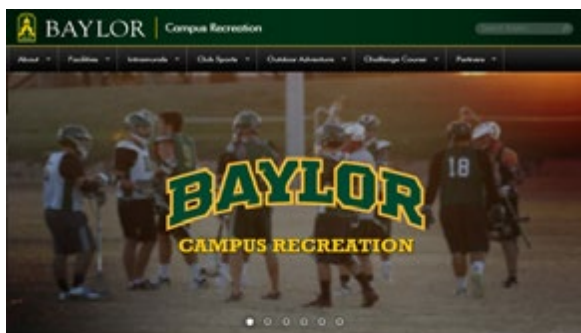 BAYLOR Campus Recreation
About Facilities Intramurals Club Sports Outdoor Adventure Challenge Course Partners
18
BAYLOR
CAMPUS RECREATION